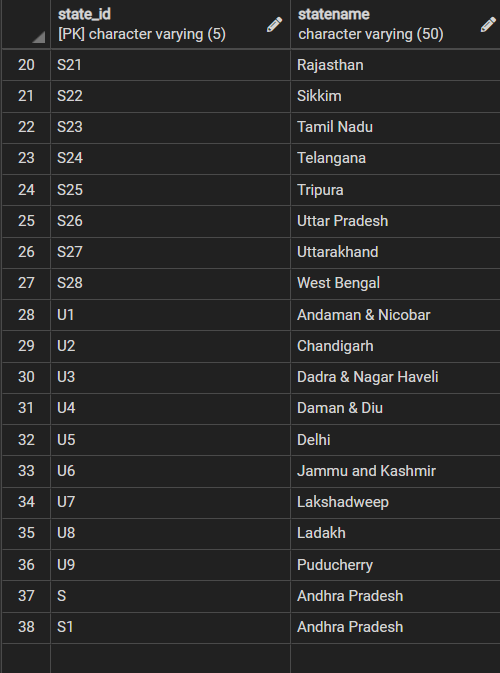 state_id statename
[PK] character varying (5) character varying (50)
20 S21 Rajasthan
21 S22 Sikkim
22 S23 Tamil Nadu
23 S24 Telangana
24 S25 Tripura
25 S26 Uttar Pradesh
26 S27 Uttarakhand
27 S28 West Bengal
28 U1 Andaman & Nicobar
29 U2 Chandigarh
30 U3 Dadra & Nagar Haveli
31 U4 Daman & Diu
32 U5 Delhi
33 U6 Jammu and Kashmir
34 U7 Lakshadweep
35 U8 Ladakh
36 U9 Puducherry
37 S Andhra Pradesh
38 S1 Andhra Pradesh